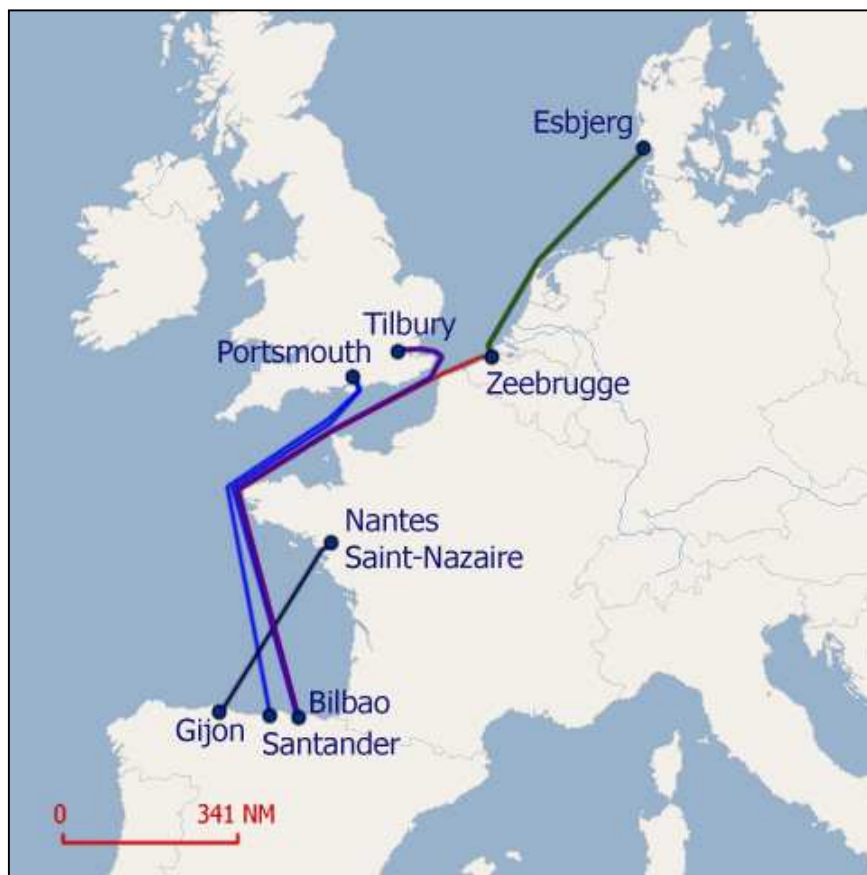 Esbjerg
Tilbury
Portsmouth
Zeebrugge
Nantes
Saint-Nazaire
Bilbao
Gijon
Santander
0 341 NM